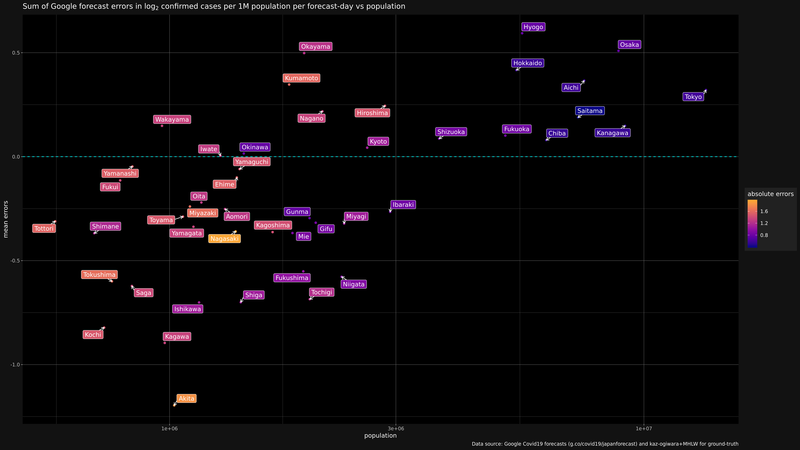 Sum of Google forecast errors in log2 confirmed cases per 1M population per forecast-day vs population
Hyogo
Osaka
Okayama
Hokkaido
Kumamoto
Aichi
Tokyo
Hiroshima
Saitama
Wakayama
Nagano
Shizuoka
Fukuoka
Chiba
Kanagawa
Kyoto
Iwate
Okinawa
Yamaguchi
Yamanashi
Fukui
Ehime
Oita
Ibaraki
Miyazaki
Toyama
Aomori
Gunma
Miyagi
Tottori
Shimane
Kagoshima
Gifu
Yamagata
Nagasaki
Mie
Tokushima
Fukushima
Niigata
Saga
Shiga
Tochigi
Ishikawa
Kochi
Kagawa
Akita
mean errors
0.5
0.0
-0.5
-1.0
1e+06
3e+06
1e+07
population
absolute errors
1.6
1.2
0.8
Data source: Google Covid19 forecasts (g.co/covid19/japanforecast) and kaz-ogiwara+MHLW for ground-truth